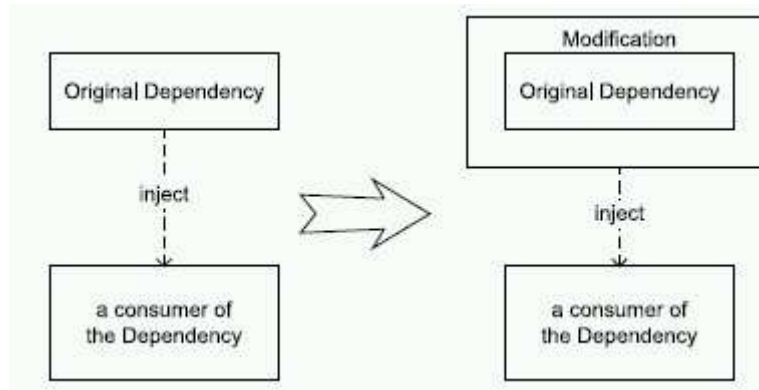 Original Dependency
inject
a consumer of
the Dependency
Modification
Original Dependency
inject
a consumer of
the Dependency